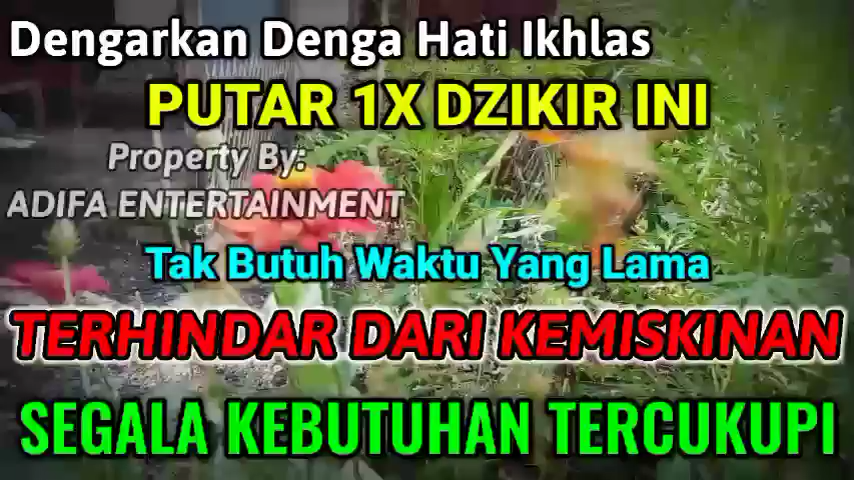 Dengarkan Denga Hati Ikhlas
PUTAR 1X DZIKIR INI
Property By:
ADIFA ENTERTAINMENT
Tak Butuh Waktu Yang Lama
TERHINDAR DARI KEMISKINAN
SEGALA KEBUTUHAN TERCUKUPI